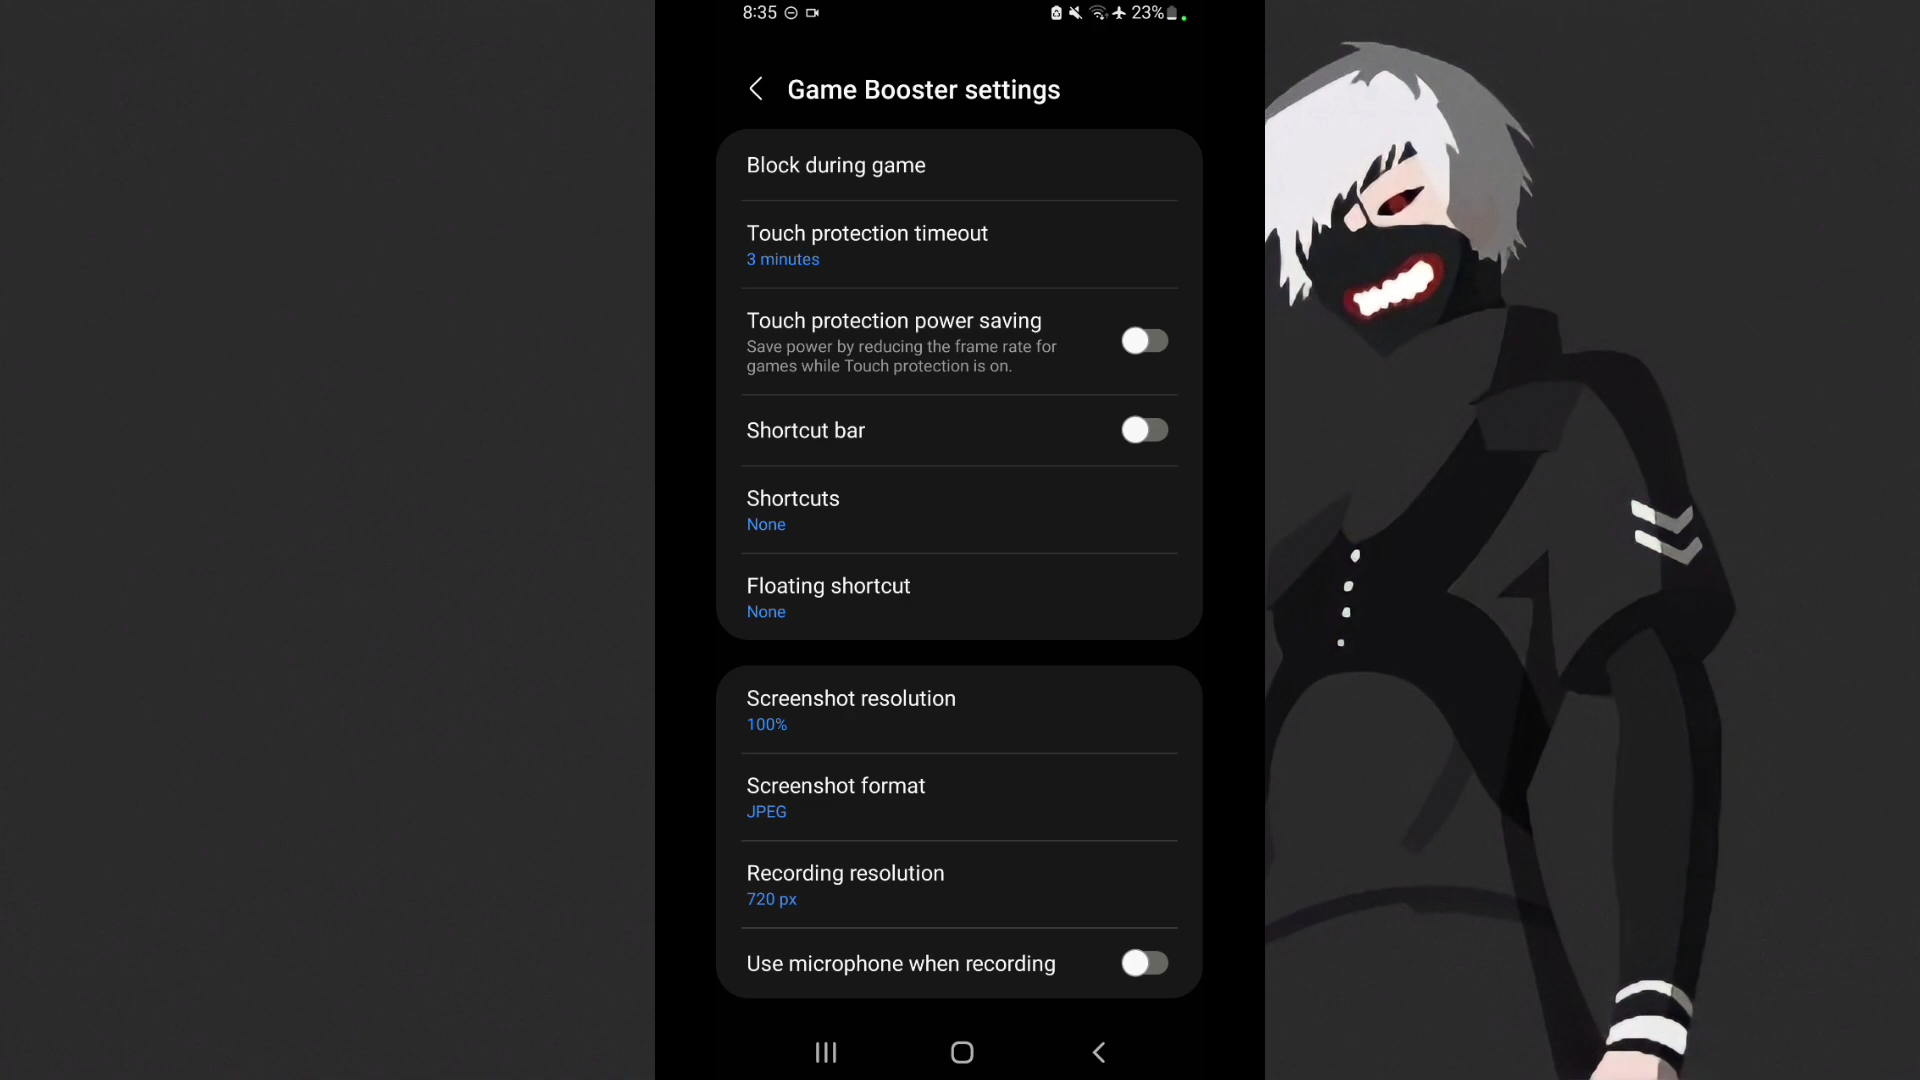 8:35 23%
Game Booster settings
Block during game
Touch protection timeout
3 minutes
Touch protection power saving
Save power by reducing the frame rate for
games while Touch protection is on.
Shortcut bar
Shortcuts
None
Floating shortcut
None
Screenshot resolution
100%
Screenshot format
JPEG
Recording resolution
720 px
Use microphone when recording